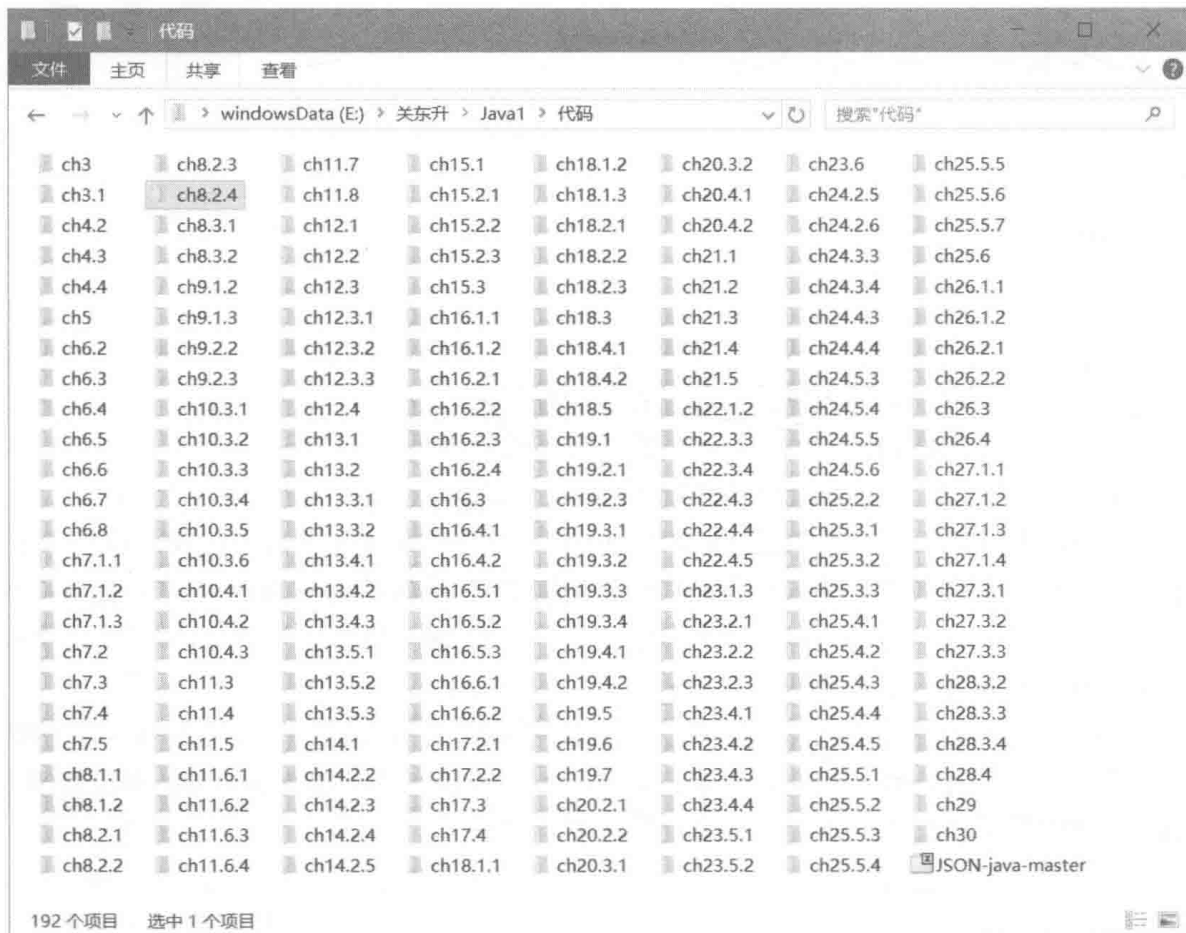 代码
文件 主页 共享 查看
windowsData (E:) > 关东升 > Java1 > 代码 搜索"代码"
ch3 ch8.2.3 ch11.7 ch15.1 ch18.1.2 ch20.3.2 ch23.6 ch25.5.5
ch3.1 ch8.2.4 ch11.8 ch15.2.1 ch18.1.3 ch20.4.1 ch24.2.5 ch25.5.6
ch4.2 ch8.3.1 ch12.1 ch15.2.2 ch18.2.1 ch20.4.2 ch24.2.6 ch25.5.7
ch4.3 ch8.3.2 ch12.2 ch15.2.3 ch18.2.2 ch21.1 ch24.3.3 ch25.6
ch4.4 ch9.1.2 ch12.3 ch15.3 ch18.2.3 ch21.2 ch24.3.4 ch26.1.1
ch5 ch9.1.3 ch12.3.1 ch16.1.1 ch18.3 ch21.3 ch24.4.3 ch26.1.2
ch6.2 ch9.2.2 ch12.3.2 ch16.1.2 ch18.4.1 ch21.4 ch24.4.4 ch26.2.1
ch6.3 ch9.2.3 ch12.3.3 ch16.2.1 ch18.4.2 ch21.5 ch24.5.3 ch26.2.2
ch6.4 ch10.3.1 ch12.4 ch16.2.2 ch18.5 ch22.1.2 ch24.5.4 ch26.3
ch6.5 ch10.3.2 ch13.1 ch16.2.3 ch19.1 ch22.3.3 ch24.5.5 ch26.4
ch6.6 ch10.3.3 ch13.2 ch16.2.4 ch19.2.1 ch22.3.4 ch24.5.6 ch27.1.1
ch6.7 ch10.3.4 ch13.3.1 ch16.3 ch19.2.3 ch22.4.3 ch25.2.2 ch27.1.2
ch6.8 ch10.3.5 ch13.3.2 ch16.4.1 ch19.3.1 ch22.4.4 ch25.3.1 ch27.1.3
ch7.1.1 ch10.3.6 ch13.4.1 ch16.4.2 ch19.3.2 ch22.4.5 ch25.3.2 ch27.1.4
ch7.1.2 ch10.4.1 ch13.4.2 ch16.5.1 ch19.3.3 ch23.1.3 ch25.3.3 ch27.3.1
ch7.1.3 ch10.4.2 ch13.4.3 ch16.5.2 ch19.3.4 ch23.2.1 ch25.4.1 ch27.3.2
ch7.2 ch10.4.3 ch13.5.1 ch16.5.3 ch19.4.1 ch23.2.2 ch25.4.2 ch27.3.3
ch7.3 ch11.3 ch13.5.2 ch16.6.1 ch19.4.2 ch23.2.3 ch25.4.3 ch28.3.2
ch7.4 ch11.4 ch13.5.3 ch16.6.2 ch19.5 ch23.4.1 ch25.4.4 ch28.3.3
ch7.5 ch11.5 ch14.1 ch17.2.1 ch19.6 ch23.4.2 ch25.4.5 ch28.3.4
ch8.1.1 ch11.6.1 ch14.2.2 ch17.2.2 ch19.7 ch23.4.3 ch25.5.1 ch28.4
ch8.1.2 ch11.6.2 ch14.2.3 ch17.3 ch20.2.1 ch23.4.4 ch25.5.2 ch29
ch8.2.1 ch11.6.3 ch14.2.4 ch17.4 ch20.2.2 ch23.5.1 ch25.5.3 ch30
ch8.2.2 ch11.6.4 ch14.2.5 ch18.1.1 ch20.3.1 ch23.5.2 ch25.5.4 JSON-java-master
192 个项目 选中 1 个项目